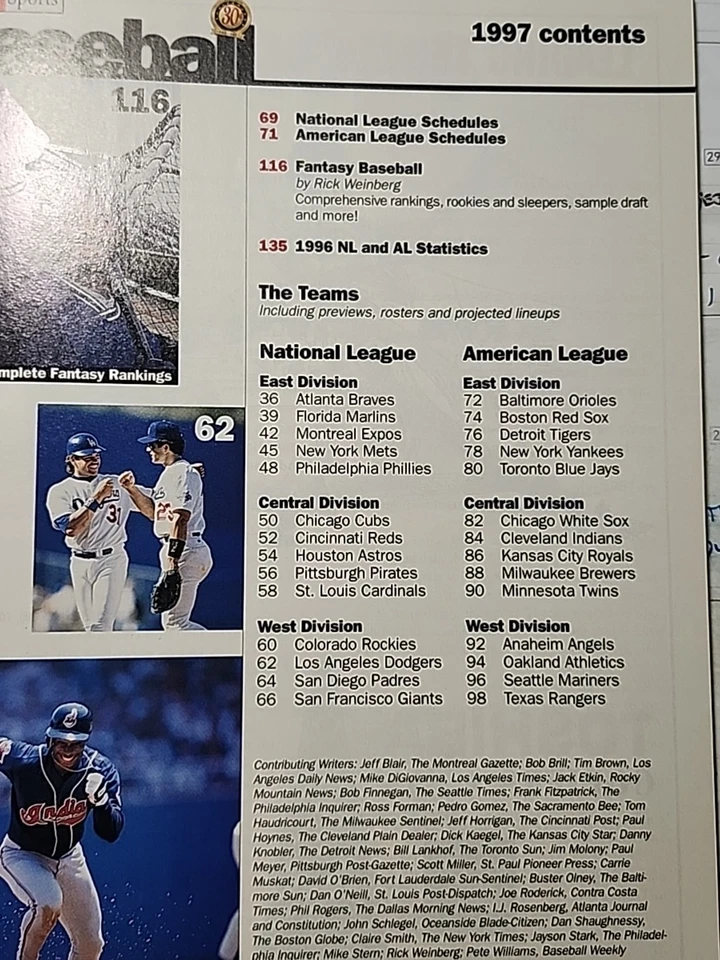 Sports
30
seball
1997 contents
116
69 National League Schedules
71 American League Schedules
116 Fantasy Baseball
by Rick Weinberg
Comprehensive rankings, rookies and sleepers, sample draft
and more!
135 1996 NL and AL Statistics
The Teams
Including previews, rosters and projected lineups
mplete Fantasy Rankings
National League
East Division
36 Atlanta Braves
39 Florida Marlins
42 Montreal Expos
45 New York Mets
48 Philadelphia Phillies
Central Division
50 Chicago Cubs
52 Cincinnati Reds
54 Houston Astros
56 Pittsburgh Pirates
58 St. Louis Cardinals
West Division
60 Colorado Rockies
62 Los Angeles Dodgers
64 San Diego Padres
66 San Francisco Giants
American League
East Division
72 Baltimore Orioles
74 Boston Red Sox
76 Detroit Tigers
78 New York Yankees
80 Toronto Blue Jays
Central Division
82 Chicago White Sox
84 Cleveland Indians
86 Kansas City Royals
88 Milwaukee Brewers
90 Minnesota Twins
West Division
92 Anaheim Angels
94 Oakland Athletics
96 Seattle Mariners
98 Texas Rangers
62
31
23
Indians
Contributing Writers: Jeff Blair, The Montreal Gazette; Bob Brill; Tim Brown, Los
Angeles Daily News; Mike DiGiovanna, Los Angeles Times; Jack Etkin, Rocky
Mountain News; Bob Finnegan, The Seattle Times; Frank Fitzpatrick, The
Philadelphia Inquirer; Ross Forman; Pedro Gomez, The Sacramento Bee; Tom
Haudricourt, The Milwaukee Sentinel; Jeff Horrigan, The Cincinnati Post; Paul
Hoynes, The Cleveland Plain Dealer; Dick Kaegel, The Kansas City Star; Danny
Knobler, The Detroit News; Bill Lankhof, The Toronto Sun; Jim Molony; Paul
Meyer, Pittsburgh Post-Gazette; Scott Miller, St. Paul Pioneer Press; Carrie
Muskat; David O'Brien, Fort Lauderdale Sun-Sentinel; Buster Olney, The Balti-
more Sun; Dan O'Neill, St. Louis Post-Dispatch; Joe Roderick, Contra Costa
Times; Phil Rogers, The Dallas Morning News; I.J. Rosenberg, Atlanta Journal
and Constitution; John Schlegel, Oceanside Blade-Citizen; Dan Shaughnessy,
The Boston Globe; Claire Smith, The New York Times; Jayson Stark, The Philadel-
phia Inquirer; Mike Stern; Rick Weinberg; Pete Williams, Baseball Weekly